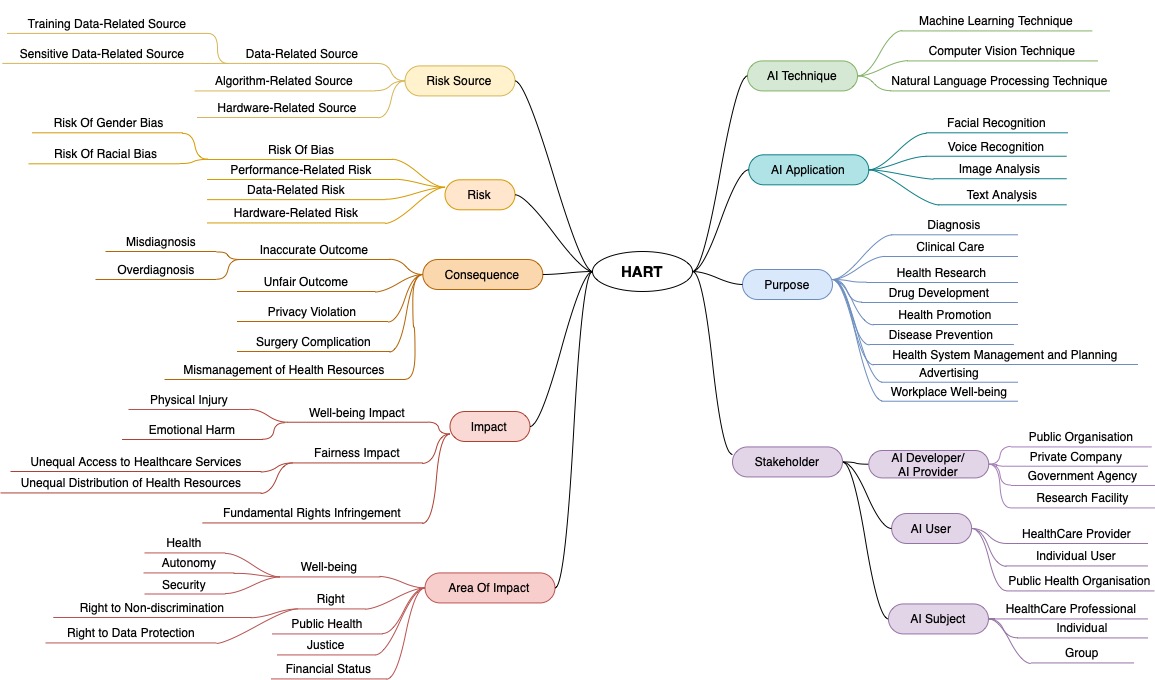 HART
Risk Source
Data-Related Source
Training Data-Related Source
Sensitive Data-Related Source
Algorithm-Related Source
Hardware-Related Source
Risk
Risk Of Bias
Risk Of Gender Bias
Risk Of Racial Bias
Performance-Related Risk
Data-Related Risk
Hardware-Related Risk
Consequence
Inaccurate Outcome
Misdiagnosis
Overdiagnosis
Unfair Outcome
Privacy Violation
Surgery Complication
Mismanagement of Health Resources
Impact
Well-being Impact
Physical Injury
Emotional Harm
Fairness Impact
Unequal Access to Healthcare Services
Unequal Distribution of Health Resources
Fundamental Rights Infringement
Area Of Impact
Well-being
Health
Autonomy
Security
Right
Right to Non-discrimination
Right to Data Protection
Public Health
Justice
Financial Status
AI Technique
Machine Learning Technique
Computer Vision Technique
Natural Language Processing Technique
AI Application
Facial Recognition
Voice Recognition
Image Analysis
Text Analysis
Purpose
Diagnosis
Clinical Care
Health Research
Drug Development
Health Promotion
Disease Prevention
Health System Management and Planning
Advertising
Workplace Well-being
Stakeholder
AI Developer/
AI Provider
Public Organisation
Private Company
Government Agency
Research Facility
AI User
HealthCare Provider
Individual User
Public Health Organisation
AI Subject
HealthCare Professional
Individual
Group